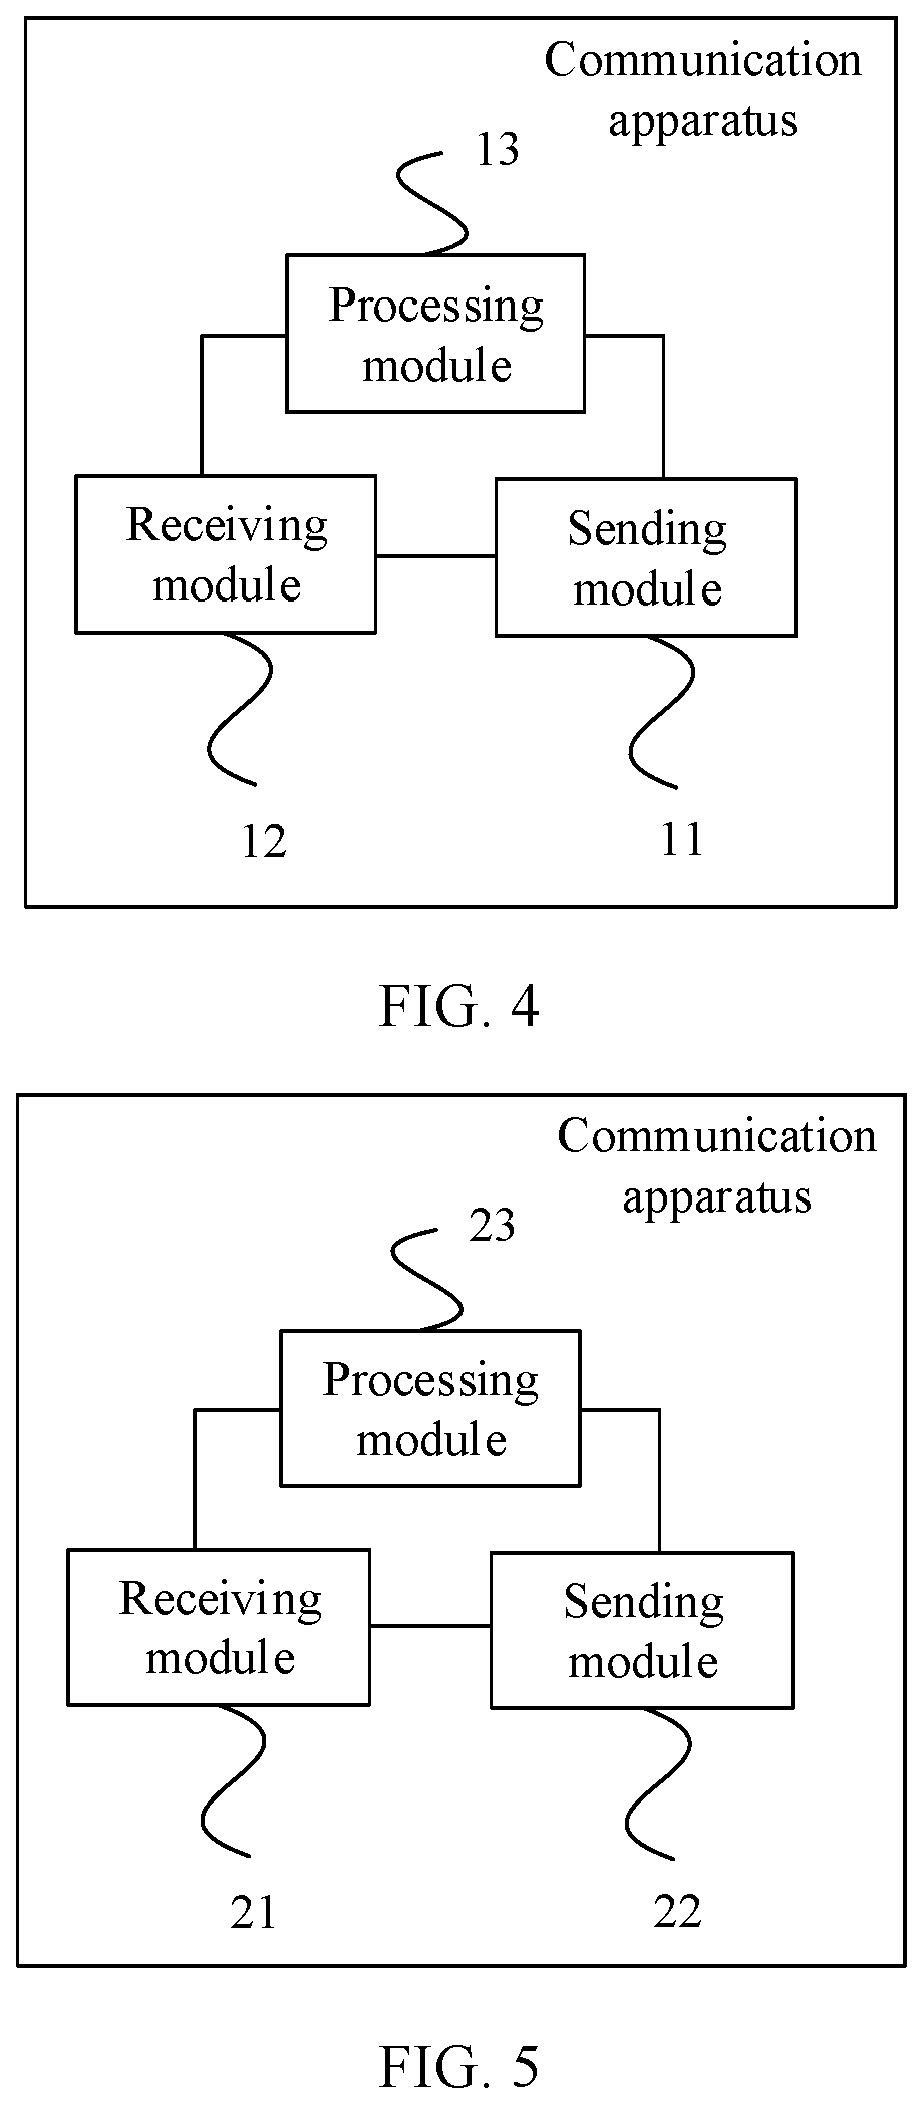 Communication
apparatus
13
Processing
module
Receiving
module
Sending
module
12
11
FIG. 4
Communication
apparatus
23
Processing
module
Receiving
module
Sending
module
21
22
FIG. 5